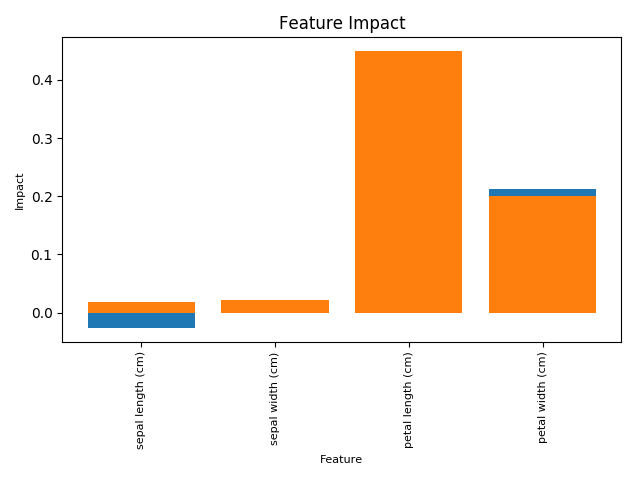 Feature Impact
0.4
0.3
0.2
0.1
0.0
Impact
sepal length (cm)
sepal width (cm)
petal length (cm)
petal width (cm)
Feature